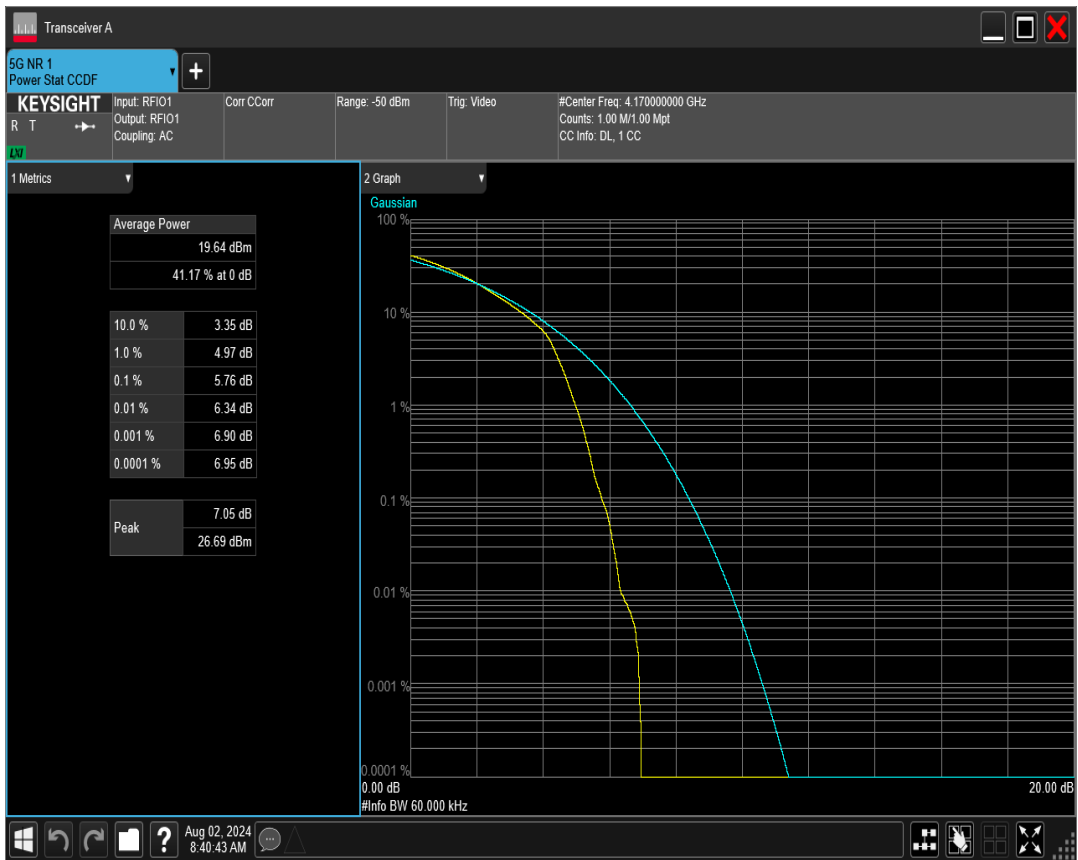 Transceiver A
5G NR 1
Power Stat CCDF
KEYSIGHT
R T
LXI
Input: RFIO1
Output: RFIO1
Coupling: AC
Corr CCorr
Range: -50 dBm
Trig: Video
#Center Freq: 4.170000000 GHz
Counts: 1.00 M/1.00 Mpt
CC Info: DL, 1 CC
1 Metrics
Average Power
19.64 dBm
41.17 % at 0 dB
10.0 % 3.35 dB
1.0 % 4.97 dB
0.1 % 5.76 dB
0.01 % 6.34 dB
0.001 % 6.90 dB
0.0001 % 6.95 dB
Peak
7.05 dB
26.69 dBm
2 Graph
Gaussian
100 %
10 %
1 %
0.1 %
0.01 %
0.001 %
0.0001 %
0.00 dB 20.00 dB
#Info BW 60.000 kHz
?
Aug 02, 2024
8:40:43 AM